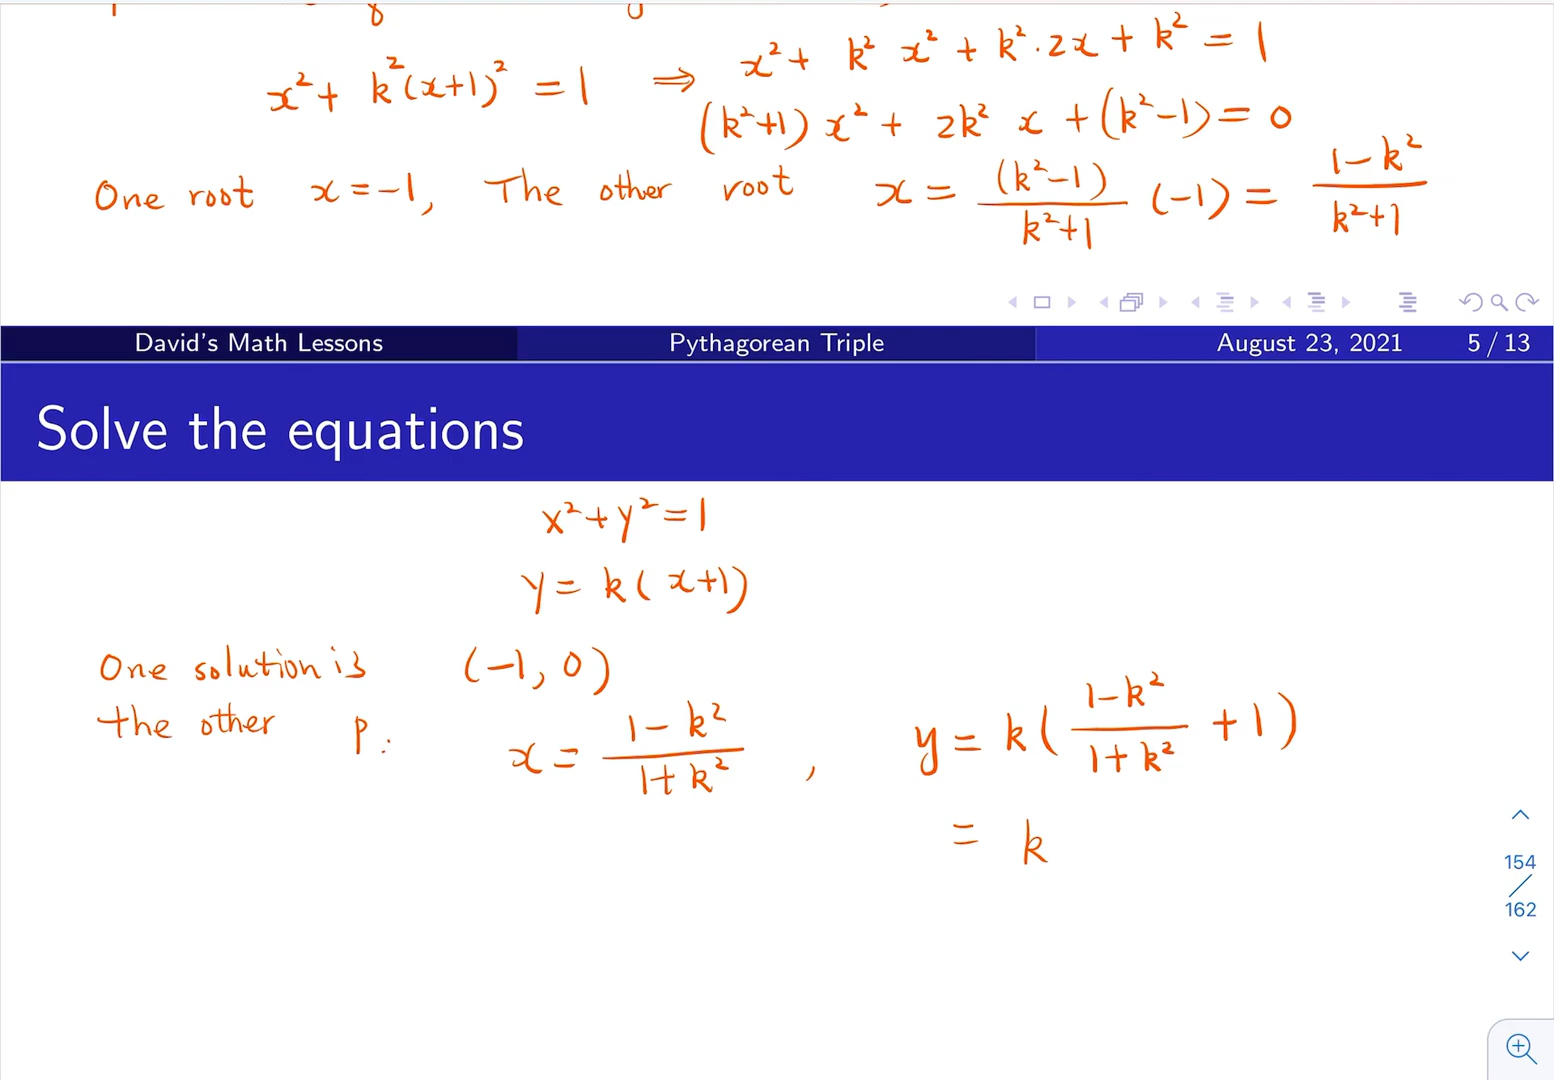 x² + k²(x+1)² = 1 ⇒ x² + k² x² + k²·2x + k² = 1
(k²+1) x² + 2k² x + (k²-1) = 0
One root x = -1, The other root x = (k²-1)/(k²+1) (-1) = (1-k²)/(k²+1)
David's Math Lessons Pythagorean Triple August 23, 2021 5 / 13
Solve the equations
x² + y² = 1
y = k(x+1)
One solution is (-1, 0)
the other p: x = (1-k²)/(1+k²) , y = k((1-k²)/(1+k²) + 1)
= k
154
/
162